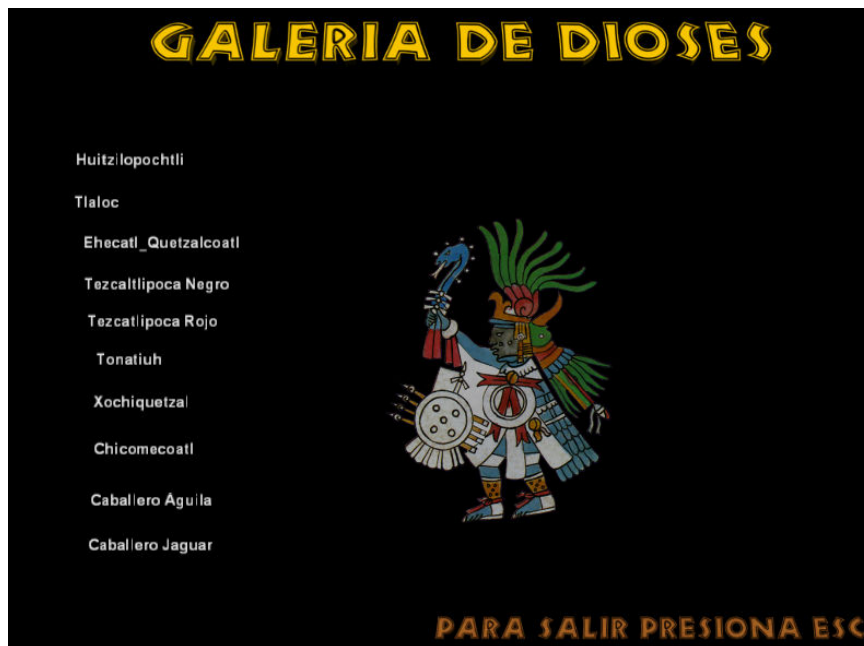 GALERIA DE DIOSES
Huitzilopochtli
Tlaloc
Ehecatl_Quetzalcoatl
Tezcaltlipoca Negro
Tezcatlipoca Rojo
Tonatiuh
Xochiquetzal
Chicomecoatl
Caballero Águila
Caballero Jaguar
PARA SALIR PRESIONA ESC